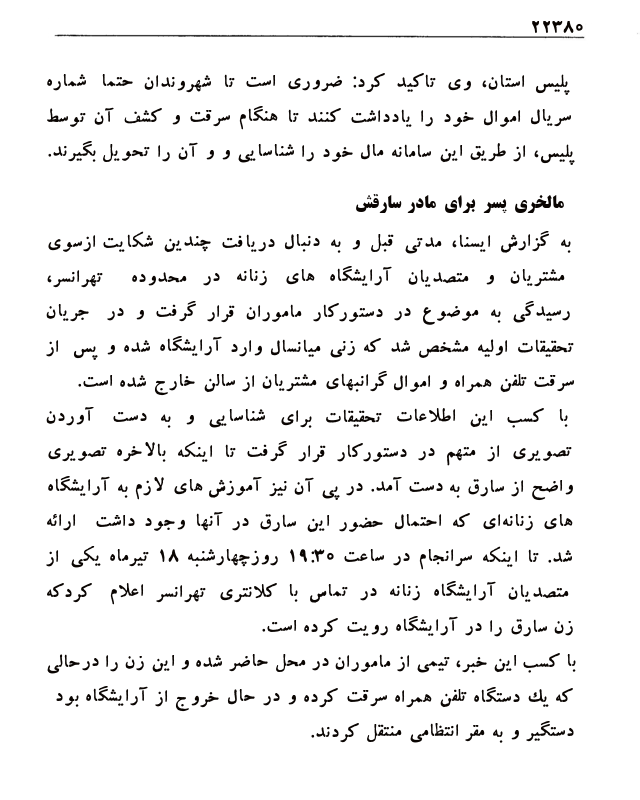 ۲۲۳۸۰
پلیس استان، وی تاکید کرد: ضروری است تا شهروندان حتما شماره
سریال اموال خود را یادداشت کنند تا هنگام سرقت و کشف آن توسط
پلیس، از طریق این سامانه مال خود را شناسایی و و آن را تحویل بگیرند.
مالخری پسر برای مادر سارقش
به گزارش ایسنا، مدتی قبل و به دنبال دریافت چندین شکایت ازسوی
مشتریان و متصدیان آرایشگاه های زنانه در محدوده تهرانسر،
رسیدگی به موضوع در دستورکار ماموران قرار گرفت و در جریان
تحقیقات اولیه مشخص شد که زنی میانسال وارد آرایشگاه شده و پس از
سرقت تلفن همراه و اموال گرانبهای مشتریان از سالن خارج شده است.
با کسب این اطلاعات تحقیقات برای شناسایی و به دست آوردن
تصویری از متهم در دستورکار قرار گرفت تا اینکه بالاخره تصویری
واضح از سارق به دست آمد. در پی آن نیز آموزش های لازم به آرایشگاه
های زنانه‌ای که احتمال حضور این سارق در آنها وجود داشت ارائه
شد. تا اینکه سرانجام در ساعت ۱۹:۳۰ روزچهارشنبه ۱۸ تیرماه یکی از
متصدیان آرایشگاه زنانه در تماس با کلانتری تهرانسر اعلام کردکه
زن سارق را در آرایشگاه رویت کرده است.
با کسب این خبر، تیمی از ماموران در محل حاضر شده و این زن را درحالی
که یك دستگاه تلفن همراه سرقت کرده و در حال خروج از آرایشگاه بود
دستگیر و به مقر انتظامی منتقل کردند.